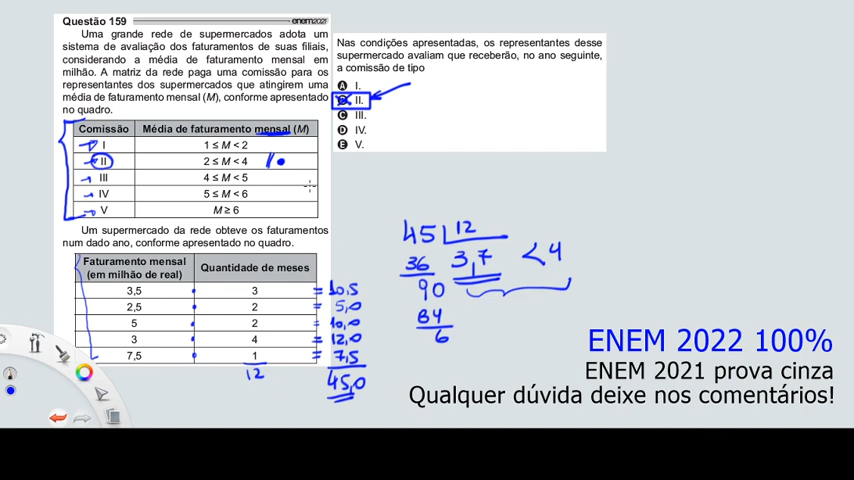 Questão 159
enem2021
Uma grande rede de supermercados adota um
sistema de avaliação dos faturamentos de suas filiais,
considerando a média de faturamento mensal em
milhão. A matriz da rede paga uma comissão para os
representantes dos supermercados que atingirem uma
média de faturamento mensal (M), conforme apresentado
no quadro.
Comissão Média de faturamento mensal (M)
I 1 ≤ M < 2
II 2 ≤ M < 4
III 4 ≤ M < 5
IV 5 ≤ M < 6
V M ≥ 6
Um supermercado da rede obteve os faturamentos
num dado ano, conforme apresentado no quadro.
Faturamento mensal
(em milhão de real) Quantidade de meses
3,5 3 = 10,5
2,5 2 = 5,0
5 2 = 10,0
3 4 = 12,0
7,5 1 = 7,5
12 45,0
Nas condições apresentadas, os representantes desse
supermercado avaliam que receberão, no ano seguinte,
a comissão de tipo
A I.
B II.
C III.
D IV.
E V.
45 12
36 3,7 < 4
90
84
6
ENEM 2022 100%
ENEM 2021 prova cinza
Qualquer dúvida deixe nos comentários!